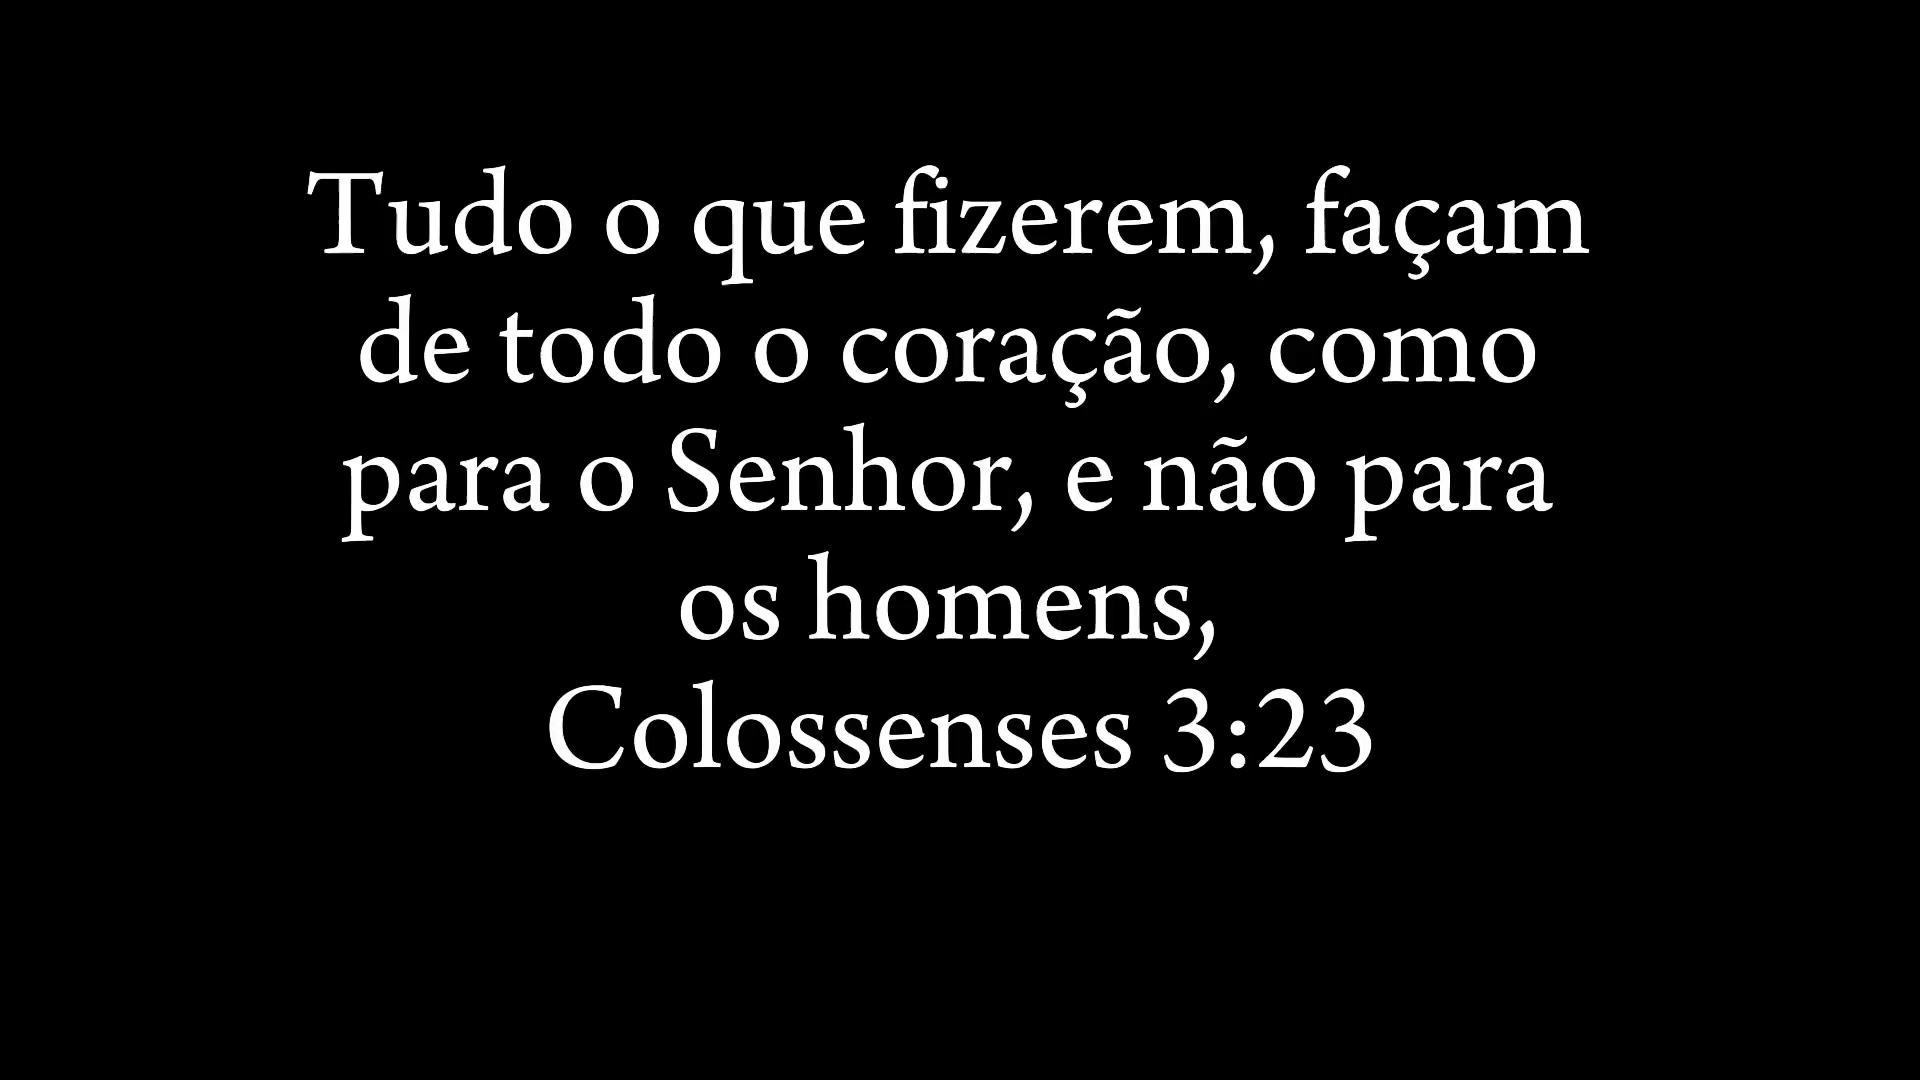 Tudo o que fizerem, façam
de todo o coração, como
para o Senhor, e não para
os homens,
Colossenses 3:23